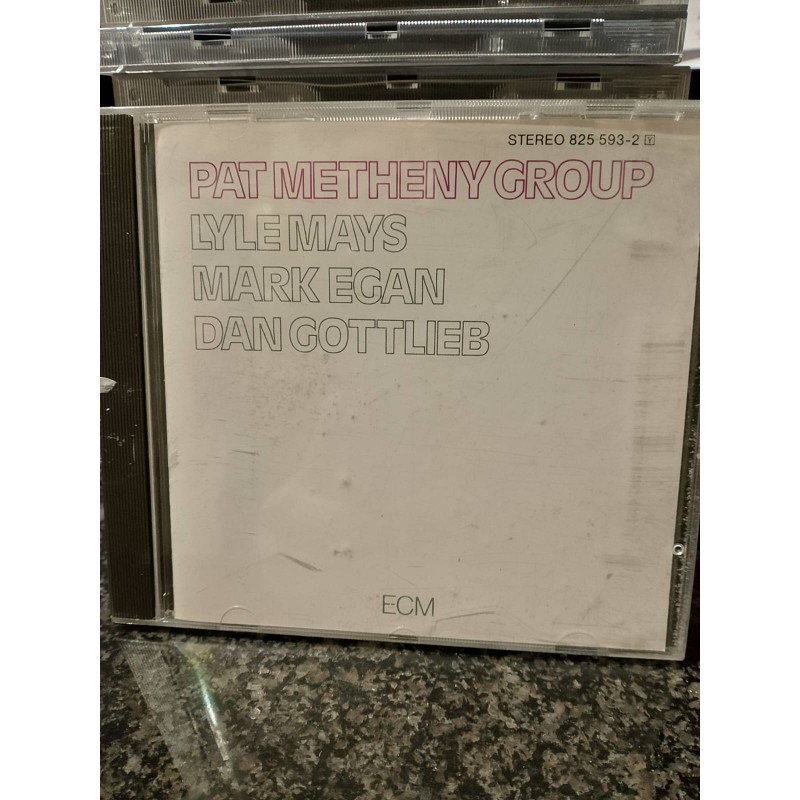 STEREO 825 593-2 Y
PAT METHENY GROUP
LYLE MAYS
MARK EGAN
DAN GOTTLIEB
ECM